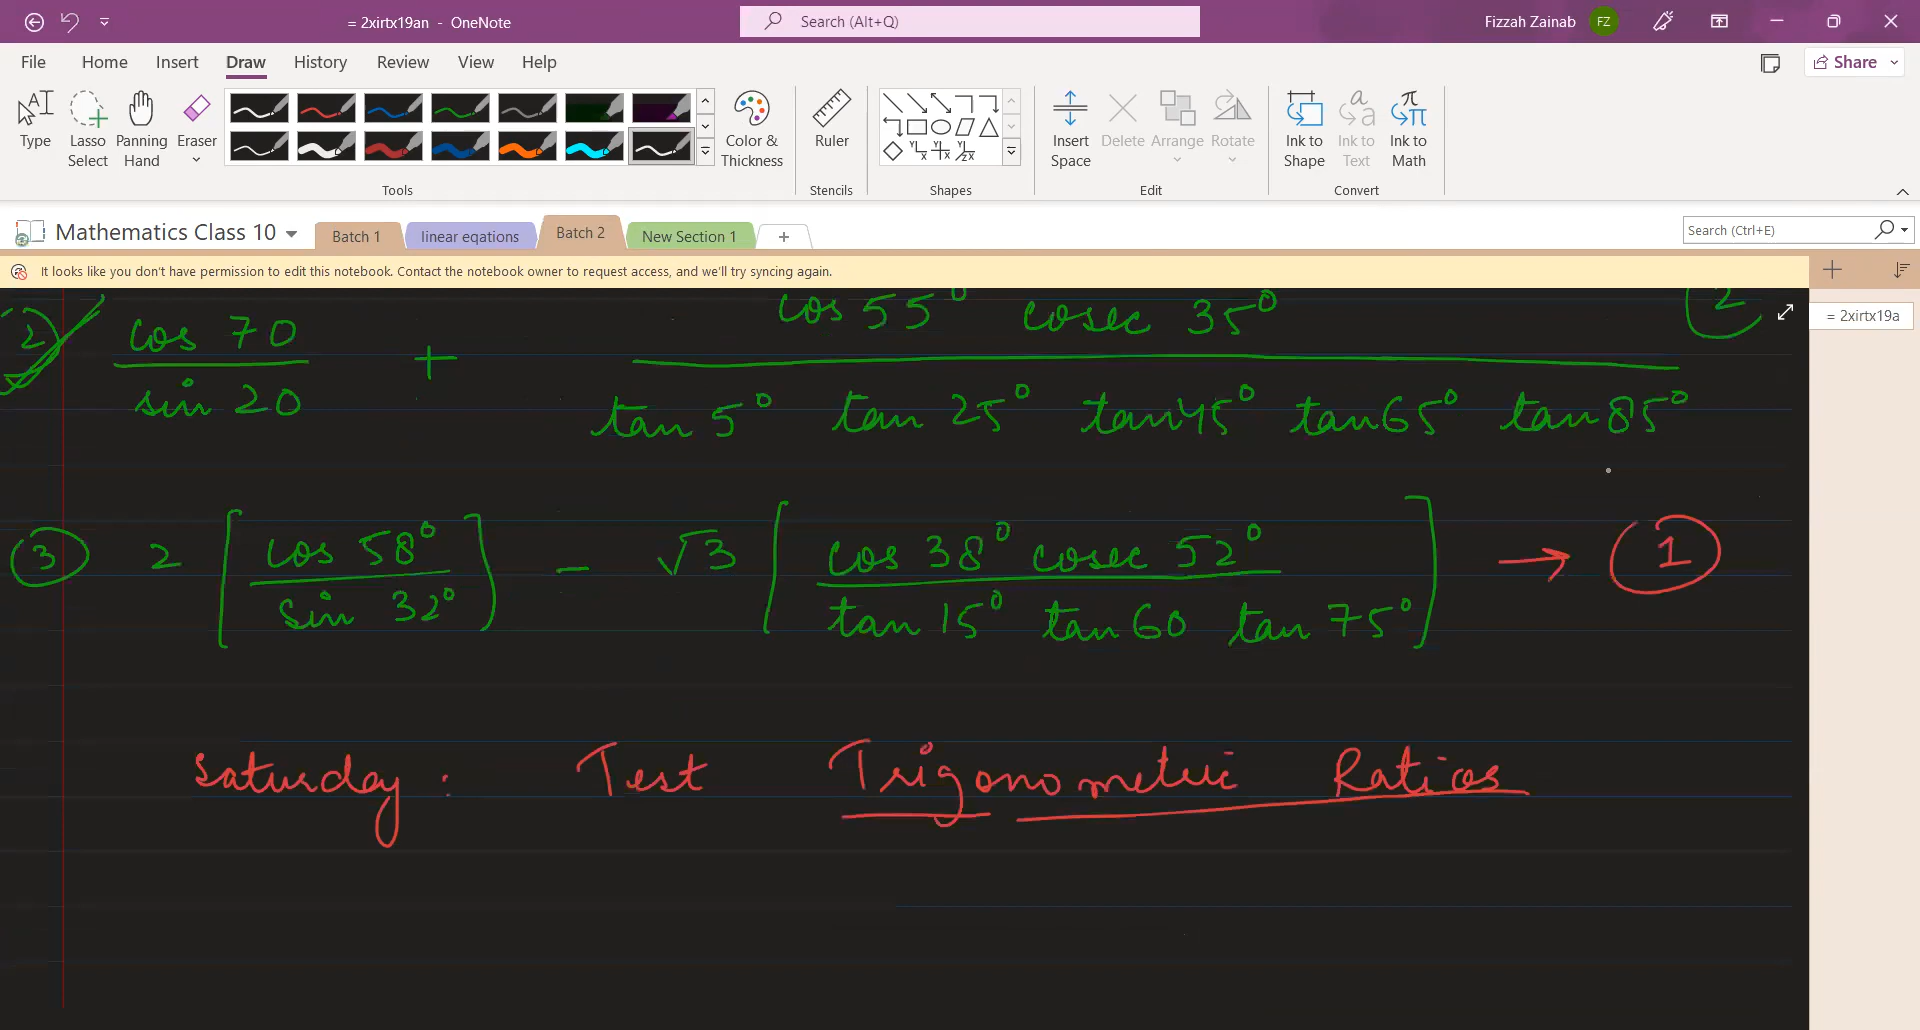 = 2xirtx19an - OneNote
Search (Alt+Q)
Fizzah Zainab FZ
File Home Insert Draw History Review View Help
Share
Type
Lasso Select
Panning Hand
Eraser
Color & Thickness
Ruler
Insert Space
Delete
Arrange
Rotate
Ink to Shape
Ink to Text
Ink to Math
Tools Stencils Shapes Edit Convert
Mathematics Class 10 Batch 1 linear eqations Batch 2 New Section 1 +
Search (Ctrl+E)
It looks like you don't have permission to edit this notebook. Contact the notebook owner to request access, and we'll try syncing again.
= 2xirtx19a
cos 55° cosec 35° 2
2) cos 70 +
sin 20 tan 5° tan 25° tan 45° tan 65° tan 85°
3 2 [ cos 58° ] - √3 [ cos 38° cosec 52° ] → 1
sin 32° tan 15° tan 60 tan 75°
Saturday : Test Trigonometric Ratios